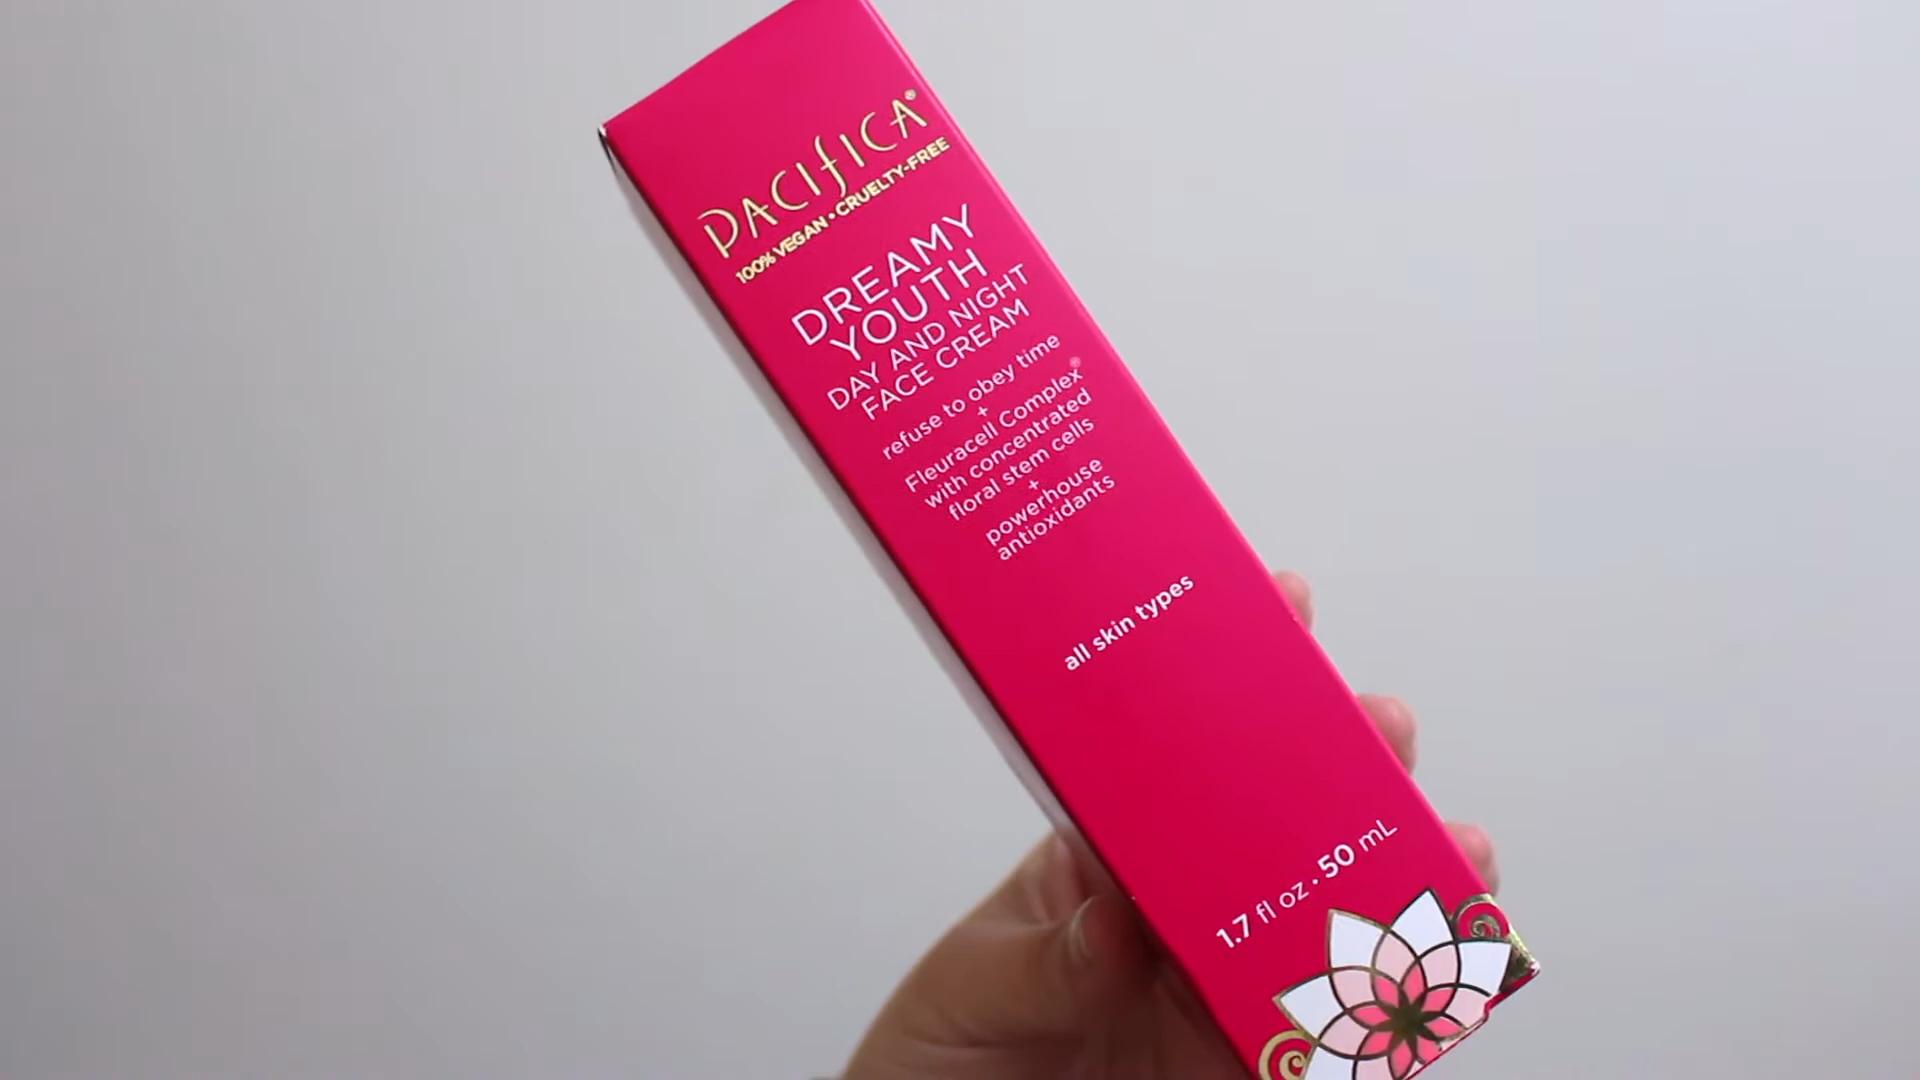 PACIFICA®
100% VEGAN • CRUELTY-FREE
DREAMY
YOUTH
DAY AND NIGHT
FACE CREAM
refuse to obey time
+
Fleuracell Complex®
with concentrated
floral stem cells
+
powerhouse
antioxidants
all skin types
1.7 fl oz • 50 mL